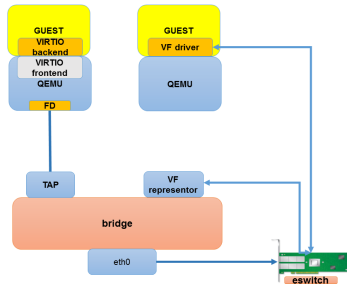 GUEST
VIRTIO
backend
VIRTIO
frontend
QEMU
FD
GUEST
VF driver
QEMU
TAP
VF
representor
bridge
eth0
eswitch